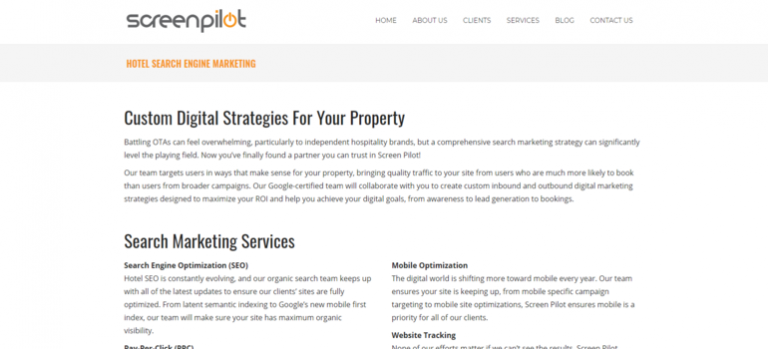 screenpilot
HOME ABOUT US CLIENTS SERVICES BLOG CONTACT US
HOTEL SEARCH ENGINE MARKETING
Custom Digital Strategies For Your Property
Battling OTAs can feel overwhelming, particularly to independent hospitality brands, but a comprehensive search marketing strategy can significantly
level the playing field. Now you've finally found a partner you can trust in Screen Pilot!
Our team targets users in ways that make sense for your property, bringing quality traffic to your site from users who are much more likely to book
than users from broader campaigns. Our Google-certified team will collaborate with you to create custom inbound and outbound digital marketing
strategies designed to maximize your ROI and help you achieve your digital goals, from awareness to lead generation to bookings.
Search Marketing Services
Search Engine Optimization (SEO)
Hotel SEO is constantly evolving, and our organic search team keeps up
with all of the latest updates to ensure our clients' sites are fully
optimized. From latent semantic indexing to Google's new mobile first
index, our team will make sure your site has maximum organic
visibility.
Pay-Per-Click (PPC)
Mobile Optimization
The digital world is shifting more toward mobile every year. Our team
ensures your site is keeping up, from mobile specific campaign
targeting to mobile site optimizations, Screen Pilot ensures mobile is a
priority for all of our clients.
Website Tracking
None of our efforts matter if we can't see the results. Screen Pilot